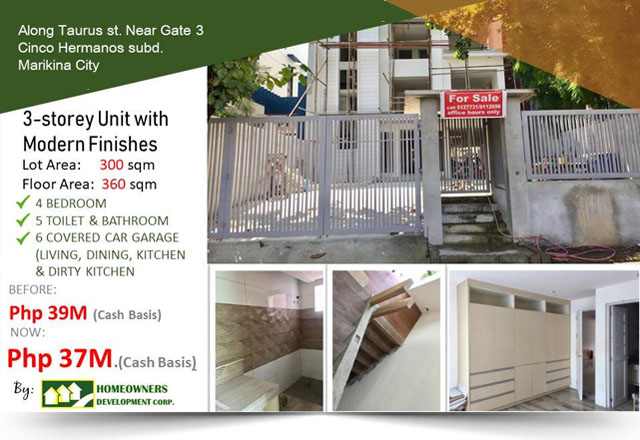 Along Taurus st. Near Gate 3
Cinco Hermanos subd.
Marikina City
3-storey Unit with
Modern Finishes
Lot Area: 300 sqm
Floor Area: 360 sqm
4 BEDROOM
5 TOILET & BATHROOM
6 COVERED CAR GARAGE
(LIVING, DINING, KITCHEN
& DIRTY KITCHEN
BEFORE:
Php 39M (Cash Basis)
NOW:
Php 37M.(Cash Basis)
By: HOMEOWNERS
DEVELOPMENT CORP.
For Sale
office hours only